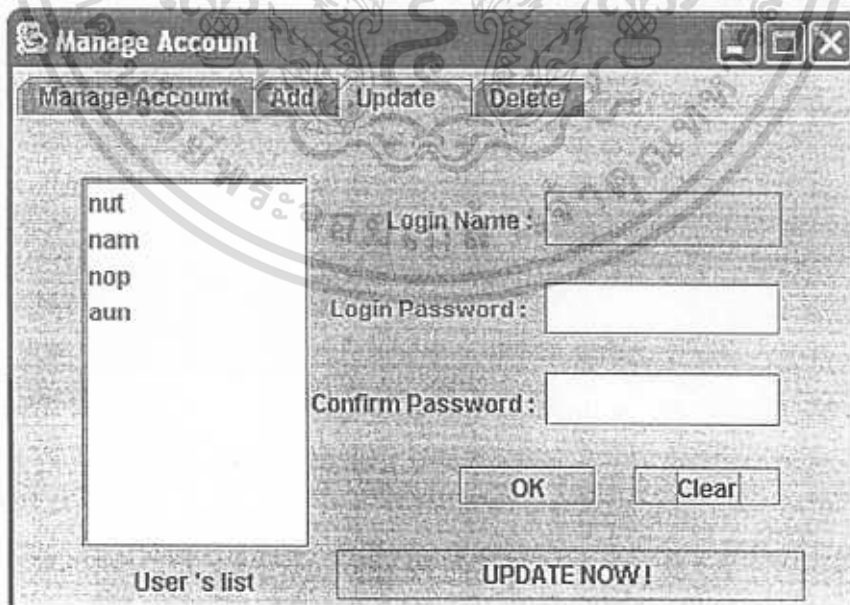 Manage Account
Manage Account Add Update Delete
nut
nam
nop
aun
User 's list
Login Name :
Login Password :
Confirm Password :
OK Clear
UPDATE NOW !